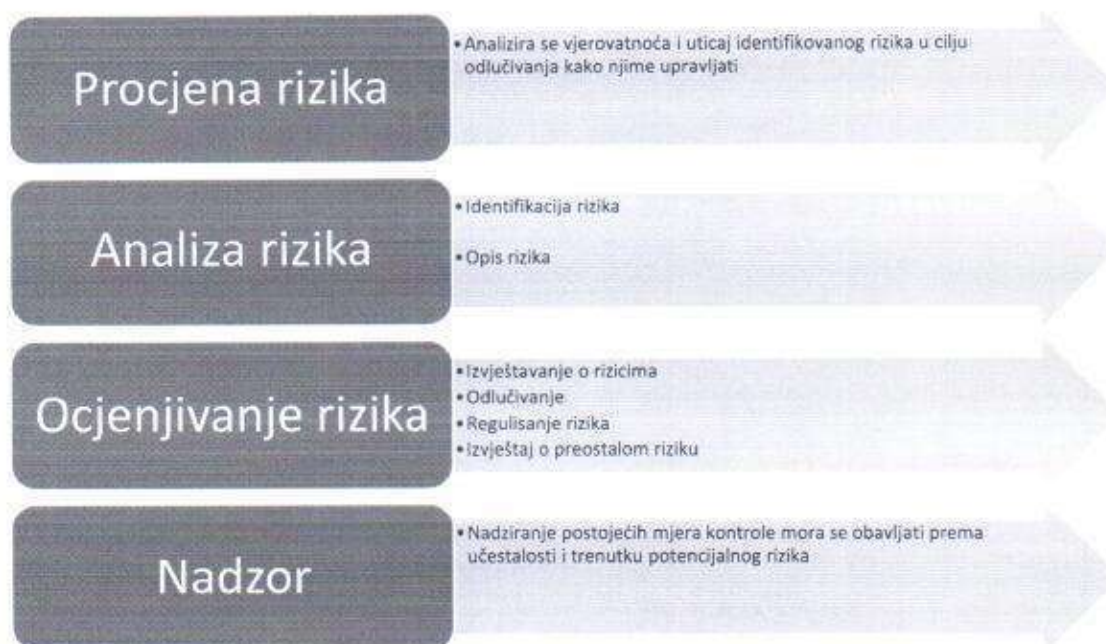 Procjena rizika
•Analizira se vjerovatnoća i uticaj identifikovanog rizika u cilju
odlučivanja kako njime upravljati
Analiza rizika
•Identifikacija rizika
•Opis rizika
Ocjenjivanje rizika
•Izvještavanje o rizicima
•Odlučivanje
•Regulisanje rizika
•Izvještaj o preostalom riziku
Nadzor
•Nadziranje postojećih mjera kontrole mora se obavljati prema
učestalosti i trenutku potencijalnog rizika